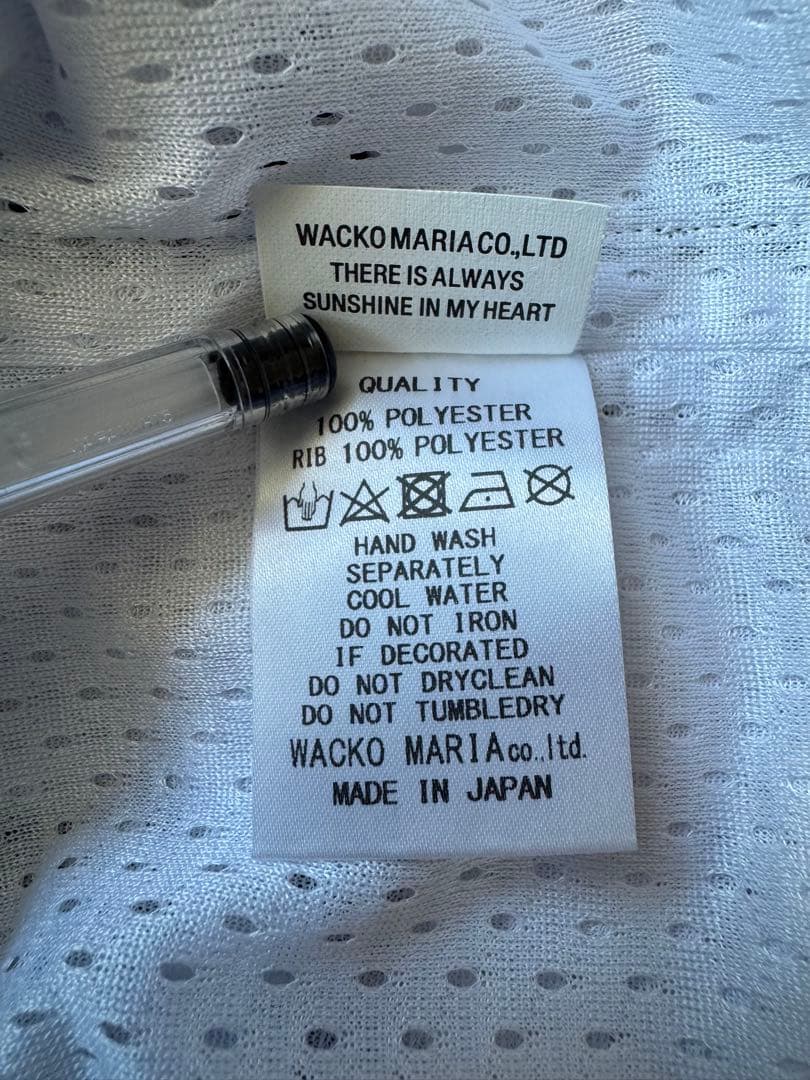 WACKO MARIA CO.,LTD
THERE IS ALWAYS
SUNSHINE IN MY HEART
QUALITY
100% POLYESTER
RIB 100% POLYESTER
HAND WASH
SEPARATELY
COOL WATER
DO NOT IRON
IF DECORATED
DO NOT DRYCLEAN
DO NOT TUMBLEDRY
WACKO MARIA co.,ltd.
MADE IN JAPAN